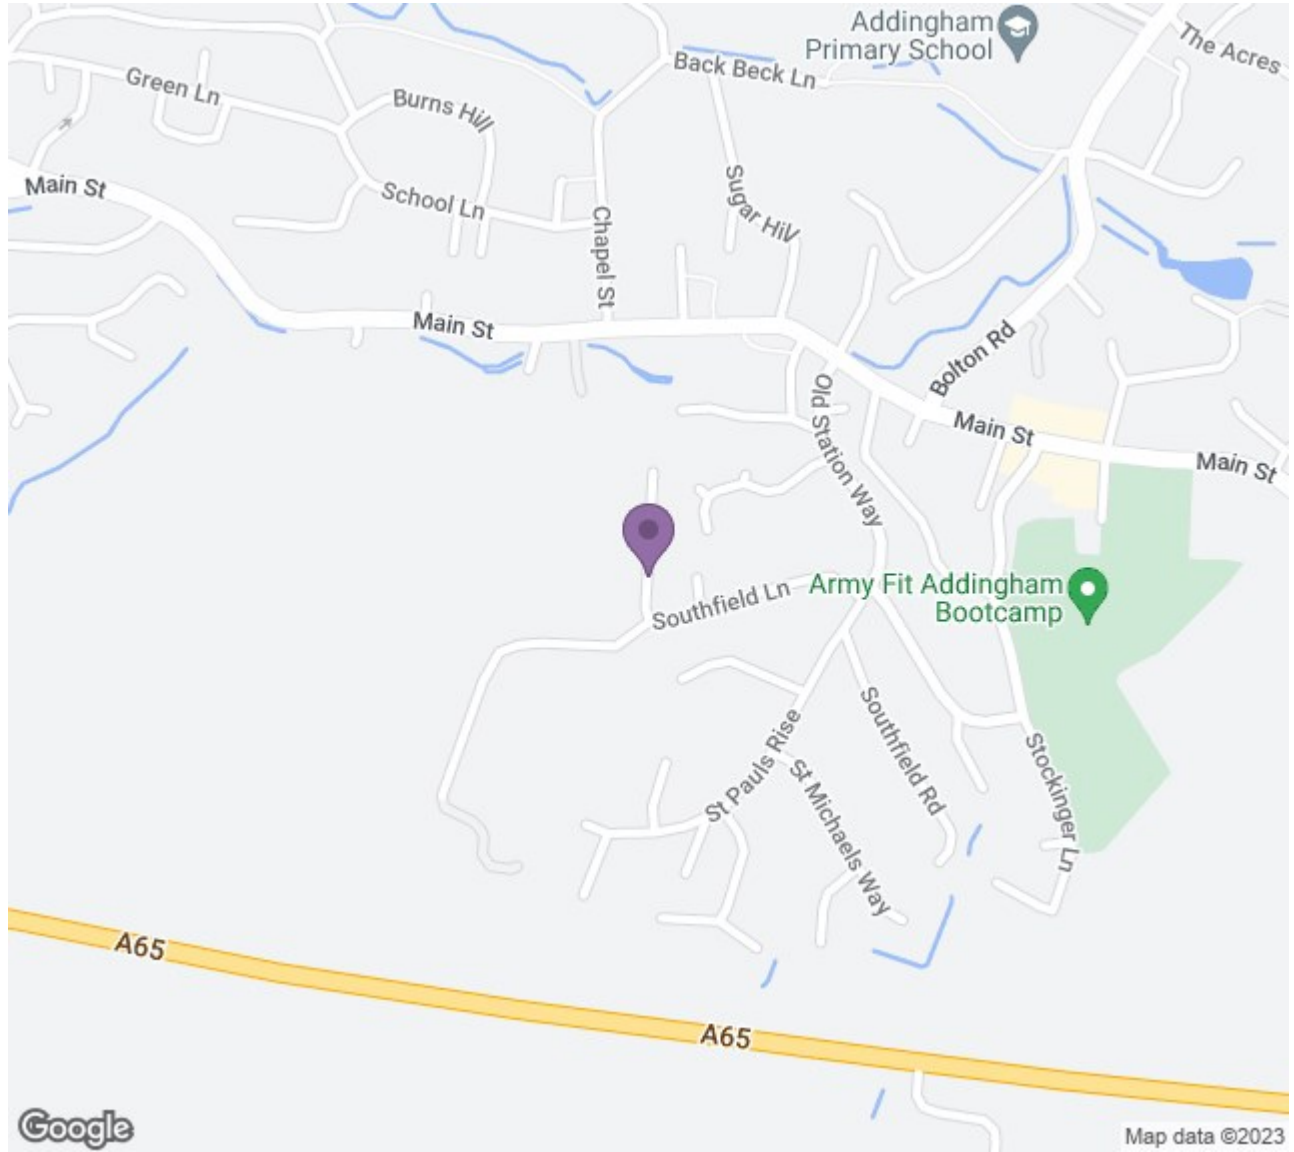 Addingham
Primary School
The Acres
Green Ln
Back Beck Ln
Burns Hill
Main St
School Ln
Sugar Hil
Chapel St
Main St
Bolton Rd
Old Station Way
Main St
Main St
Army Fit Addingham
Bootcamp
Southfield Ln
Southfield Rd
St Pauls Rise
St Michaels Way
Stockinger Ln
A65
A65
Google
Map data ©2023